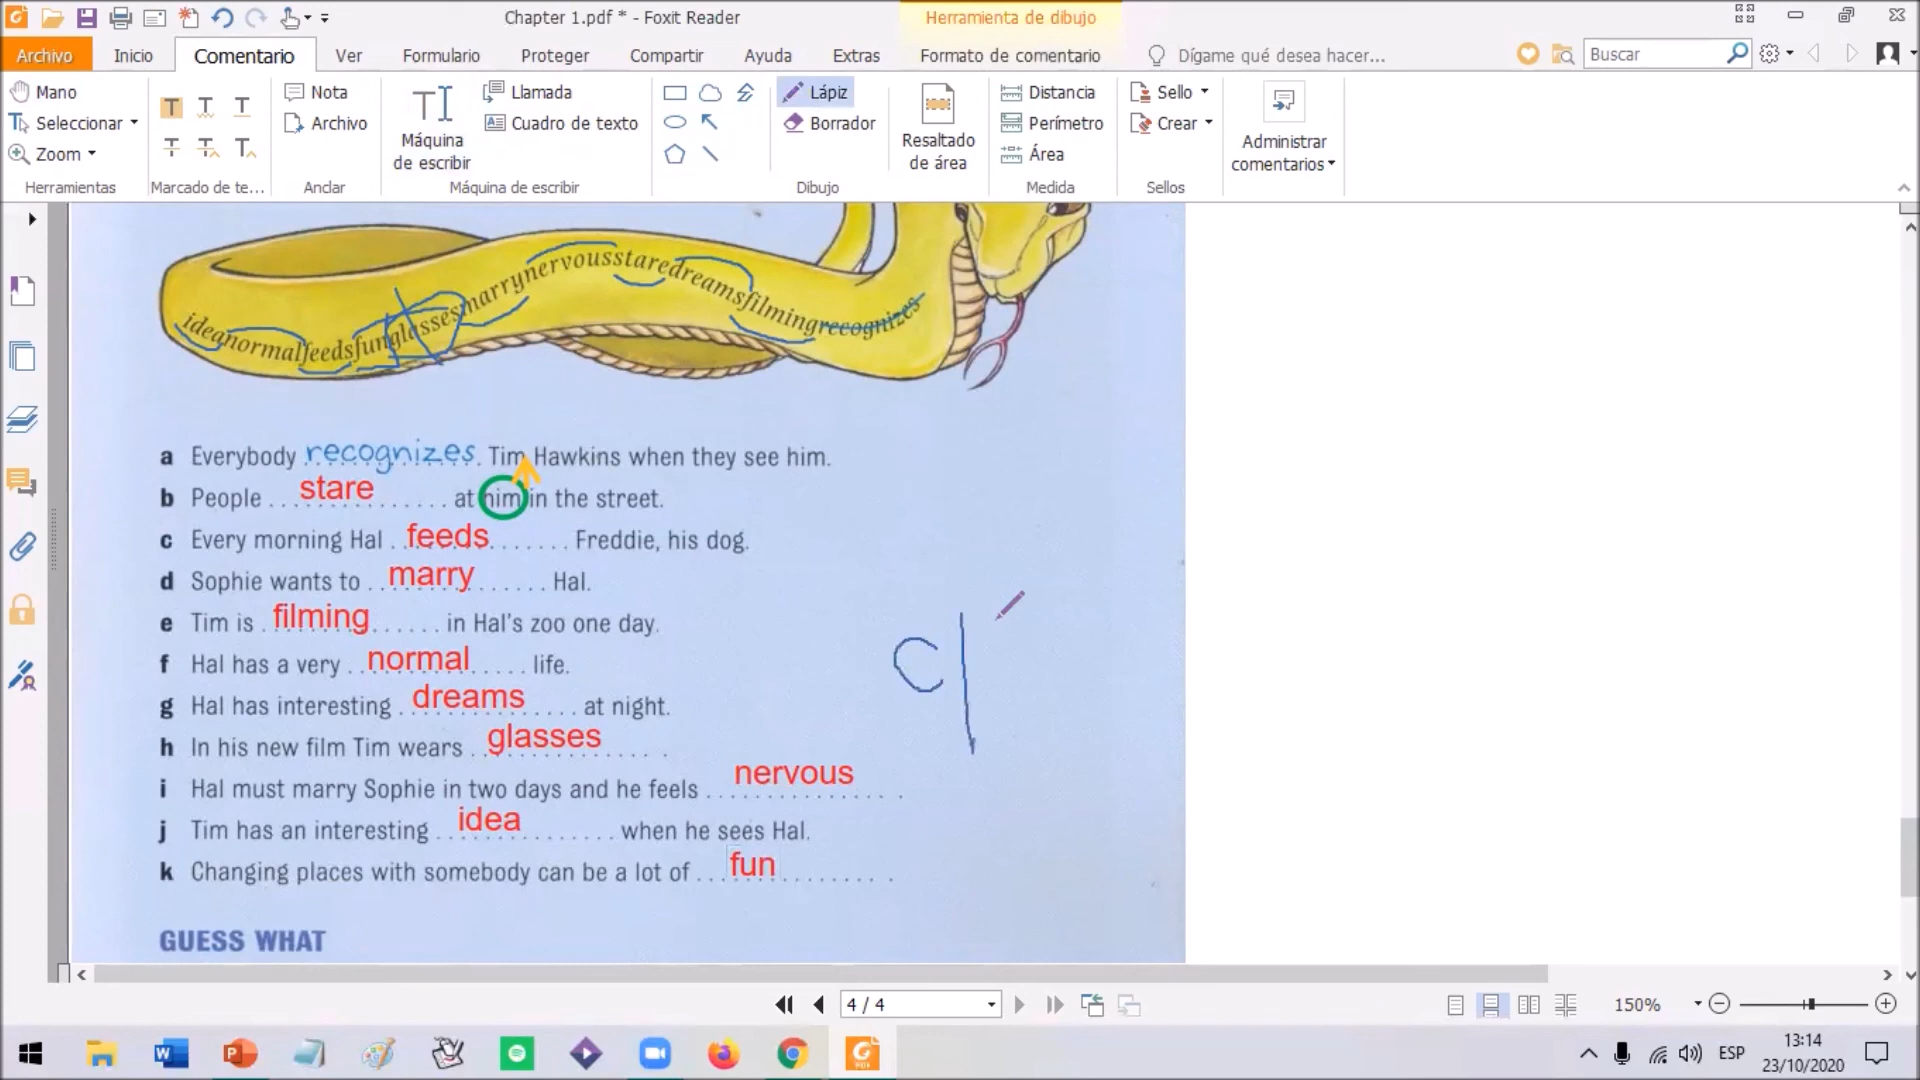 Chapter 1.pdf * - Foxit Reader
Herramienta de dibujo
Archivo Inicio Comentario Ver Formulario Proteger Compartir Ayuda Extras Formato de comentario Dígame qué desea hacer... Buscar
Mano Nota Llamada Lápiz Distancia Sello
Seleccionar Archivo Cuadro de texto Borrador Perímetro Crear
Zoom Área
Máquina de escribir
Resaltado de área
Administrar comentarios
Herramientas Marcado de te... Anclar Máquina de escribir Dibujo Medida Sellos
ideanormalfeedsfunglassesmarrynervousstaredreamsfilmingrecognizes
a Everybody recognizes. Tim Hawkins when they see him.
b People stare at him in the street.
c Every morning Hal feeds Freddie, his dog.
d Sophie wants to marry Hal.
e Tim is filming in Hal's zoo one day.
f Hal has a very normal life.
g Hal has interesting dreams at night.
h In his new film Tim wears glasses.
i Hal must marry Sophie in two days and he feels nervous.
j Tim has an interesting idea when he sees Hal.
k Changing places with somebody can be a lot of fun.
cl
GUESS WHAT
4 / 4
150%
ESP
13:14
23/10/2020